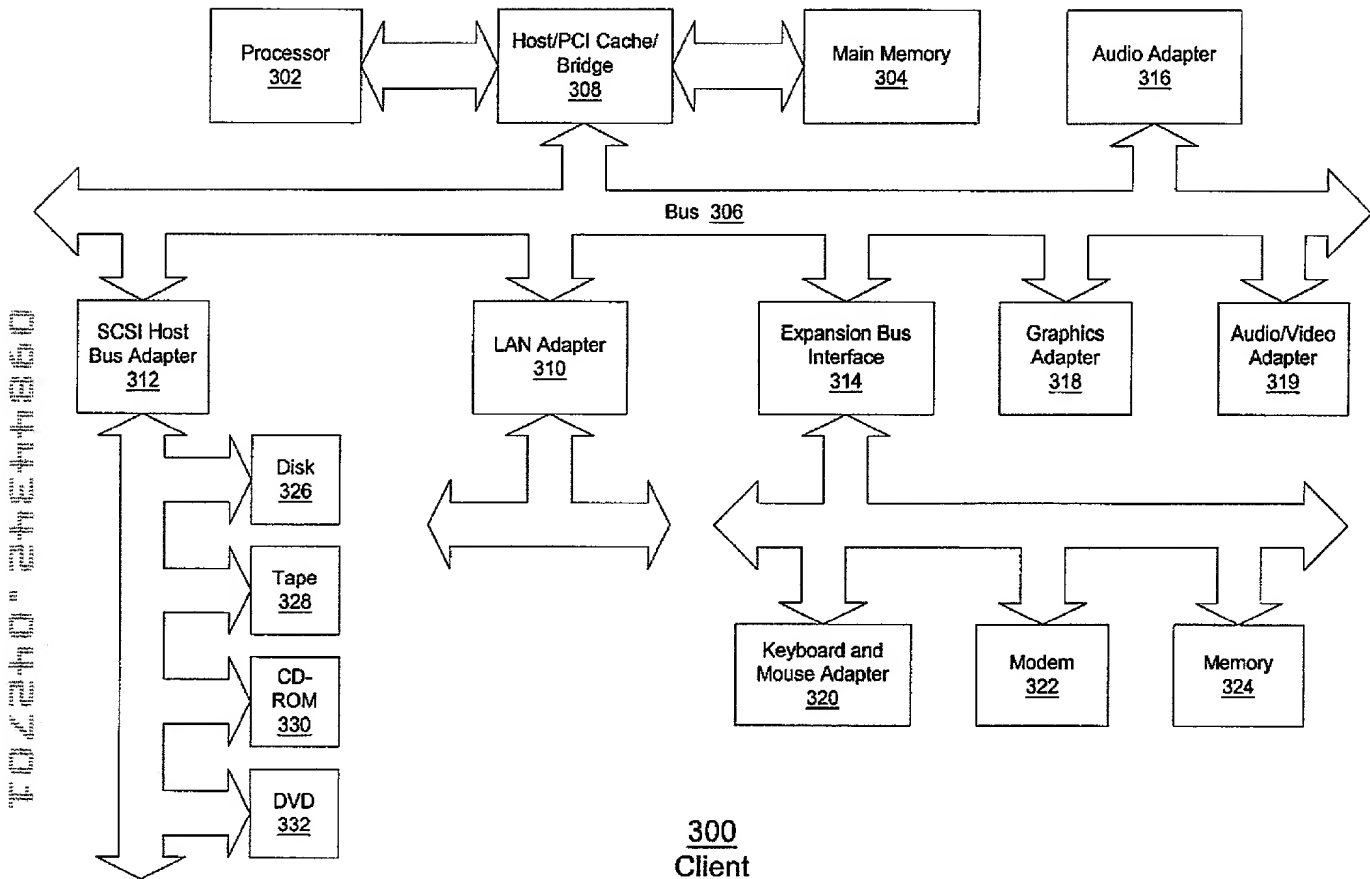 Processor
302
Host/PCI Cache/
Bridge
308
Main Memory
304
Audio Adapter
316
Bus 306
SCSI Host
Bus Adapter
312
LAN Adapter
310
Expansion Bus
Interface
314
Graphics
Adapter
318
Audio/Video
Adapter
319
Disk
326
Tape
328
CD-
ROM
330
DVD
332
Keyboard and
Mouse Adapter
320
Modem
322
Memory
324
300
Client